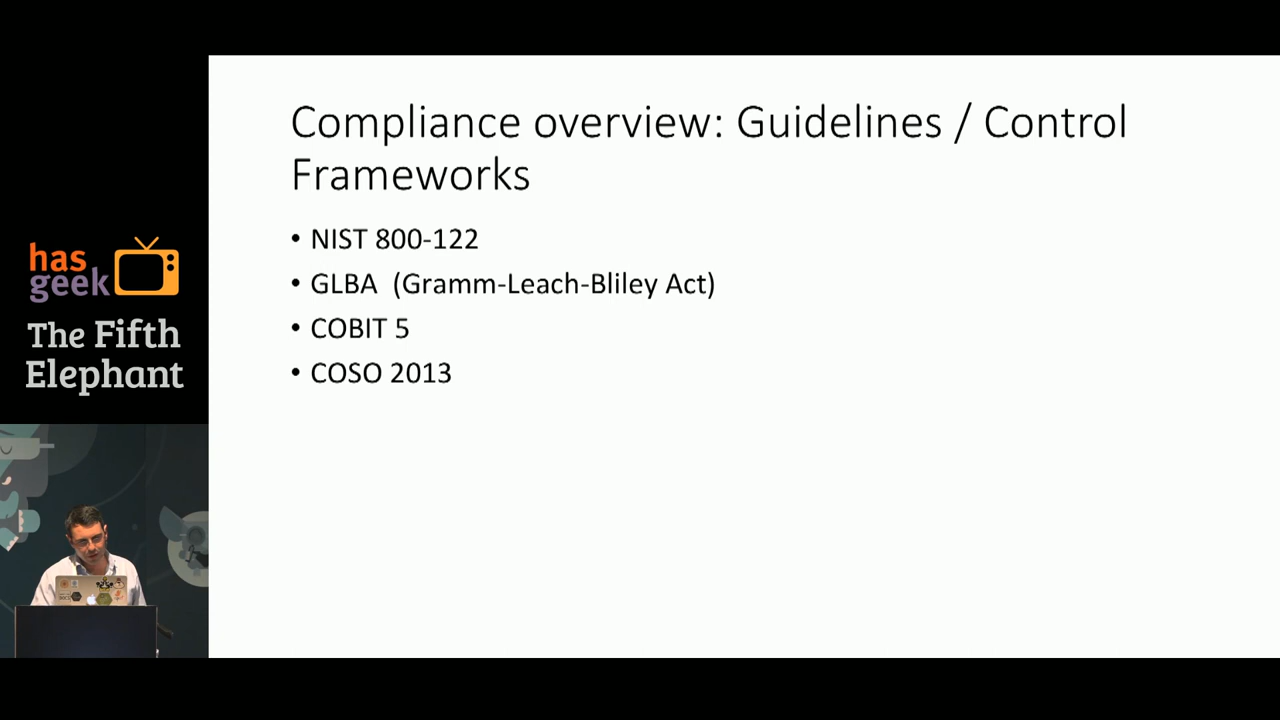 Compliance overview: Guidelines / Control
Frameworks
• NIST 800-122
• GLBA (Gramm-Leach-Bliley Act)
• COBIT 5
• COSO 2013
has
geek
The Fifth
Elephant